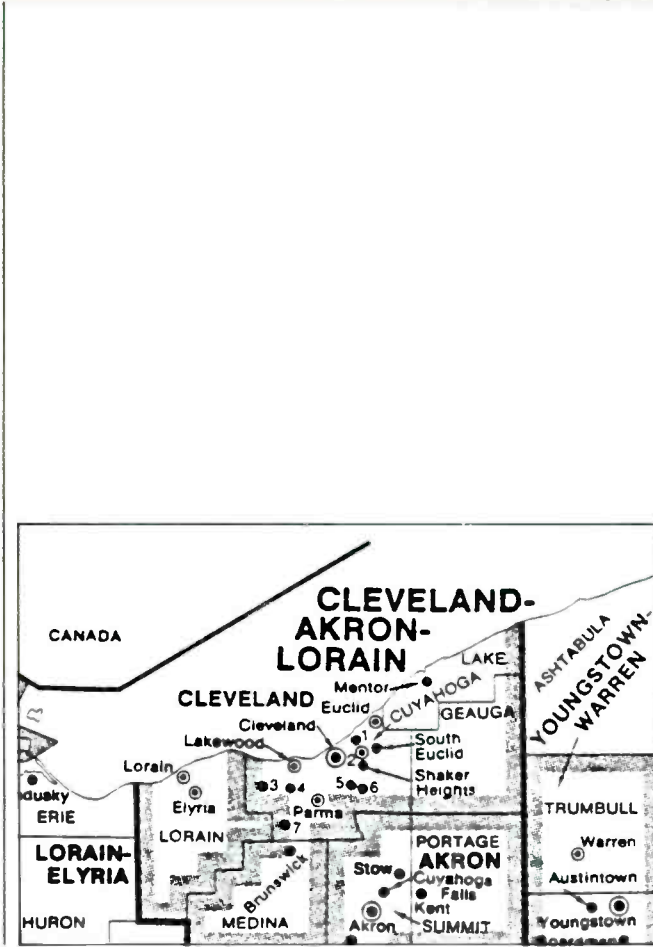 CLEVELAND-
AKRON-
LORAIN
CANADA
LAKE
ASHTABULA
YOUNGSTOWN-
WARREN
Mentor
CLEVELAND
Euclid
CUYAHOGA
GEAUGA
Cleveland
1
South
Euclid
Lakewood
2
Shaker
Heights
Lorain
3
4
5
6
dusky
Elyria
Parma
TRUMBULL
ERIE
LORAIN
7
PORTAGE
Warren
LORAIN-
ELYRIA
AKRON
Stow
Brunswick
Cuyahoga
Falls
Austintown
Kent
HURON
MEDINA
Akron
SUMMIT
Youngstown